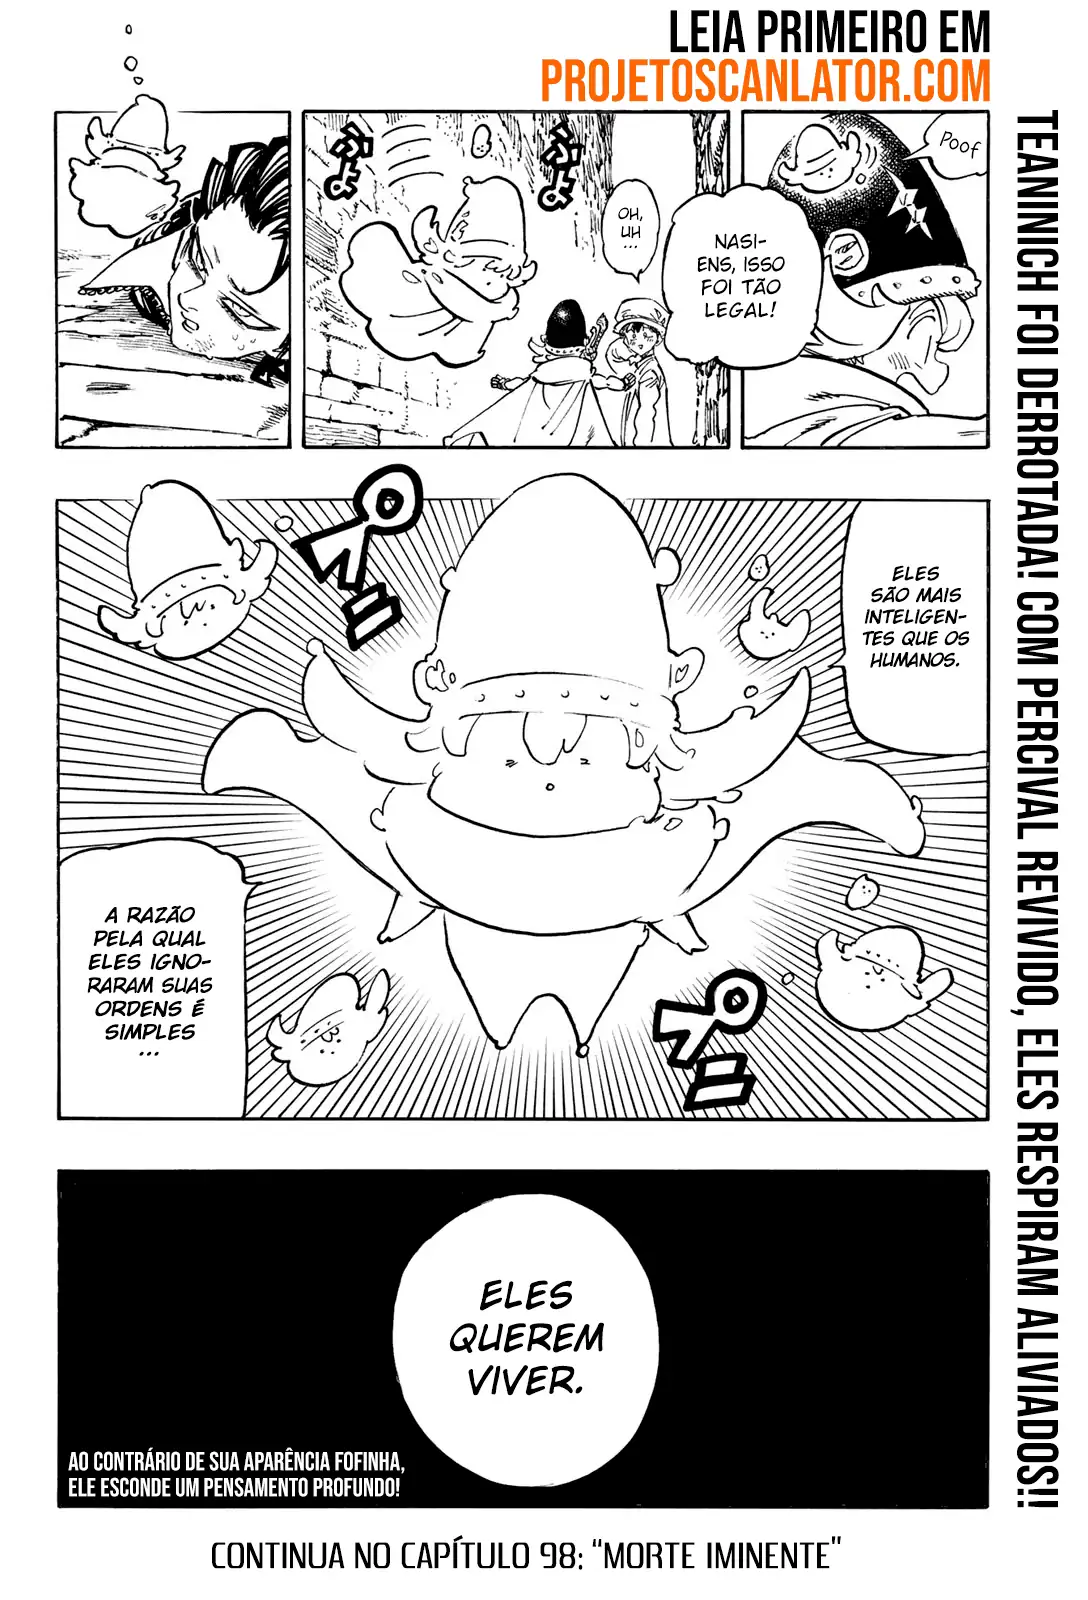 LEIA PRIMEIRO EM
PROJETOSCANLATOR.COM
TEANINICH FOI DERROTADA! COM PERCIVAL REVIVIDO, ELES RESPIRAM ALIVIADOS!!
Poof
NASI-
ENS, ISSO
FOI TÃO
LEGAL!
OH,
UH
...
ELES
SÃO MAIS
INTELIGEN-
TES QUE OS
HUMANOS.
A RAZÃO
PELA QUAL
ELES IGNO-
RARAM SUAS
ORDENS É
SIMPLES
...
ELES
QUEREM
VIVER.
AO CONTRÁRIO DE SUA APARÊNCIA FOFINHA,
ELE ESCONDE UM PENSAMENTO PROFUNDO!
CONTINUA NO CAPÍTULO 98: “MORTE IMINENTE”